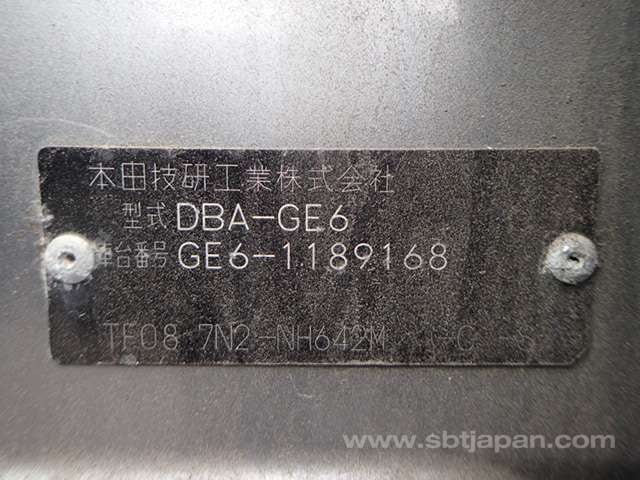 本田技研工業株式会社
型式 DBA-GE6
車台番号 GE6-1189168
TF08 7N2-NH642M -C -S
www.sbtjapan.com